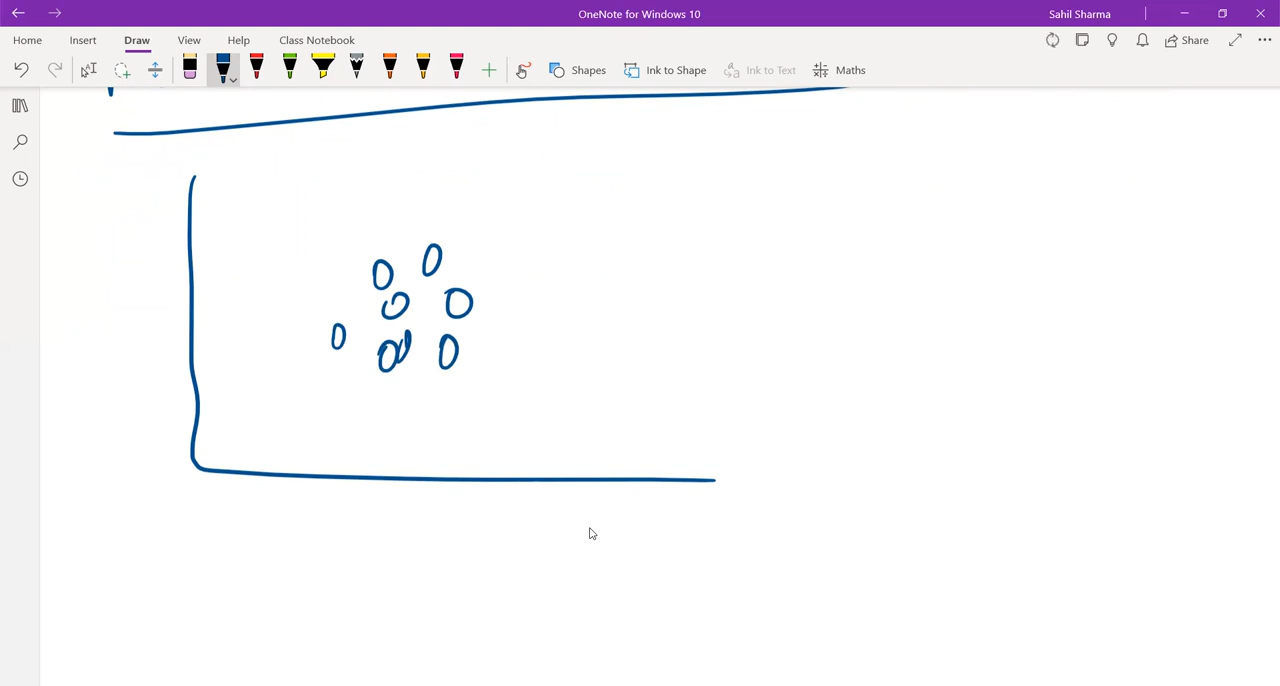 OneNote for Windows 10
Sahil Sharma
Home Insert Draw View Help Class Notebook
Share
Shapes Ink to Shape Ink to Text Maths